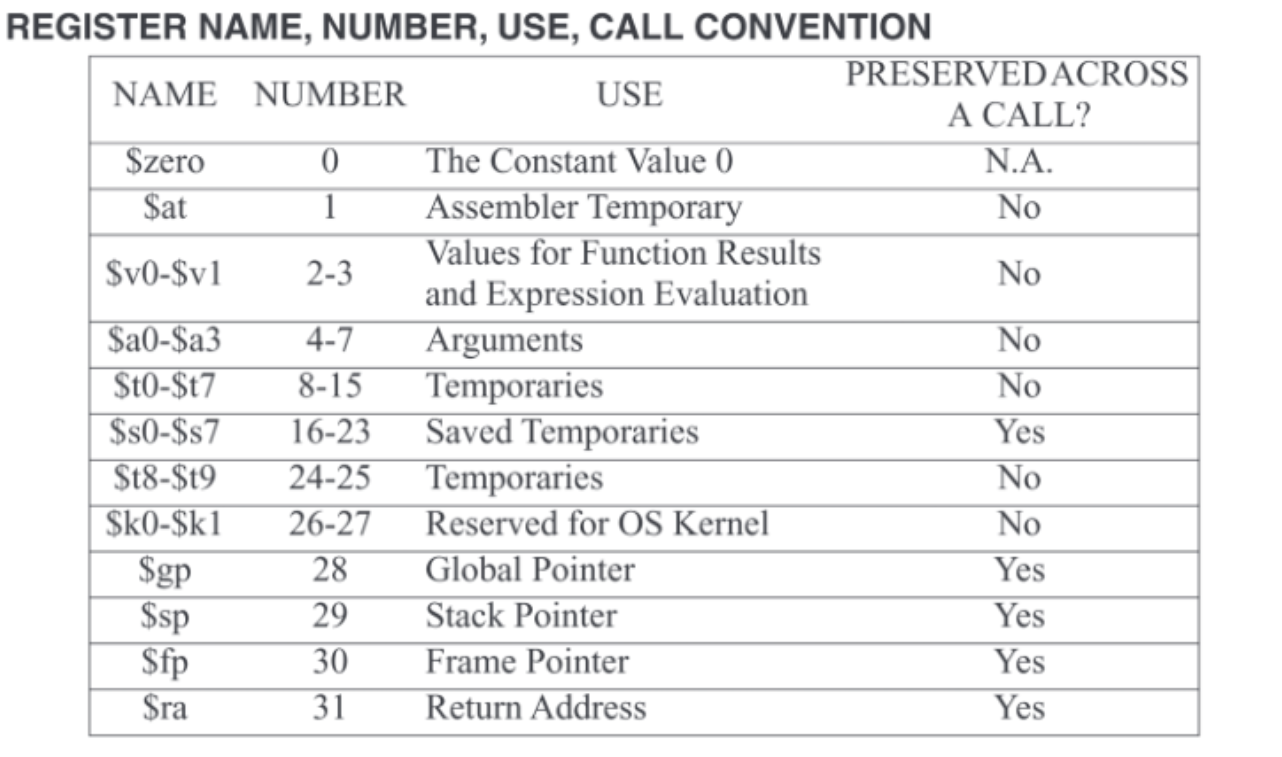 REGISTER NAME, NUMBER, USE, CALL CONVENTION
NAME NUMBER USE PRESERVED ACROSS A CALL?
$zero 0 The Constant Value 0 N.A.
$at 1 Assembler Temporary No
$v0-$v1 2-3 Values for Function Results and Expression Evaluation No
$a0-$a3 4-7 Arguments No
$t0-$t7 8-15 Temporaries No
$s0-$s7 16-23 Saved Temporaries Yes
$t8-$t9 24-25 Temporaries No
$k0-$k1 26-27 Reserved for OS Kernel No
$gp 28 Global Pointer Yes
$sp 29 Stack Pointer Yes
$fp 30 Frame Pointer Yes
$ra 31 Return Address Yes